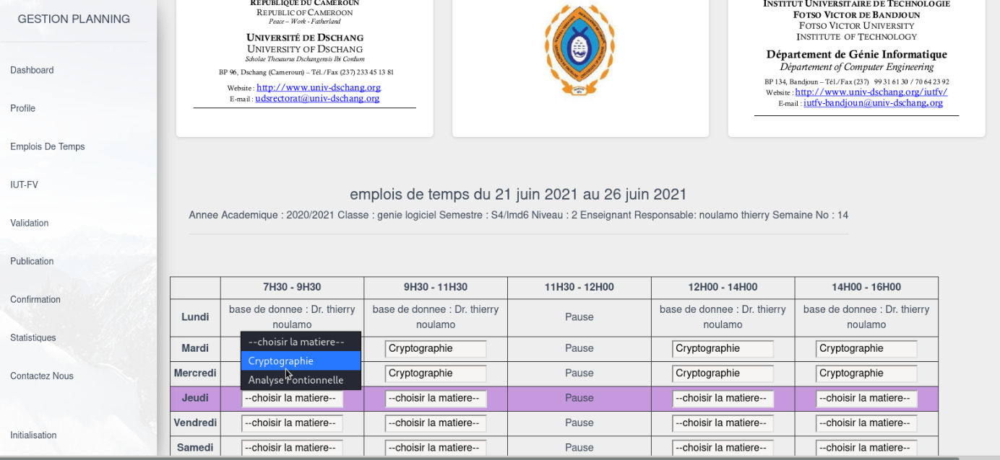 GESTION PLANNING
Dashboard
Profile
Emplois De Temps
IUT-FV
Validation
Publication
Confirmation
Statistiques
Contactez Nous
Initialisation
RÉPUBLIQUE DU CAMEROUN
REPUBLIC OF CAMEROON
Peace – Work - Fatherland
UNIVERSITÉ DE DSCHANG
UNIVERSITY OF DSCHANG
Scholae Thesaurus Dschangensis Ibi Cordum
BP 96, Dschang (Cameroun) – Tél./Fax (237) 233 45 13 81
Website : http://www.univ-dschang.org
E-mail : udsrectorat@univ-dschang.org
INSTITUT UNIVERSITAIRE DE TECHNOLOGIE
FOTSO VICTOR DE BANDJOUN
FOTSO VICTOR UNIVERSITY
INSTITUTE OF TECHNOLOGY
Département de Génie Informatique
Département of Computer Engineering
BP 134, Bandjoun – Tél./Fax (237) 99 31 61 30 / 70 64 23 92
Website : http://www.univ-dschang.org/iutfv/
E-mail : iutfv-bandjoun@univ-dschang.org
emplois de temps du 21 juin 2021 au 26 juin 2021
Annee Academique : 2020/2021 Classe : genie logiciel Semestre : S4/lmd6 Niveau : 2 Enseignant Responsable: noulamo thierry Semaine No : 14
7H30 - 9H30 9H30 - 11H30 11H30 - 12H00 12H00 - 14H00 14H00 - 16H00
Lundi base de donnee : Dr. thierry noulamo base de donnee : Dr. thierry noulamo Pause base de donnee : Dr. thierry noulamo base de donnee : Dr. thierry noulamo
--choisir la matiere--
Cryptographie
Analyse Fontionnelle
Mardi Cryptographie Pause Cryptographie Cryptographie
Mercredi Cryptographie Pause Cryptographie Cryptographie
Jeudi --choisir la matiere-- --choisir la matiere-- Pause --choisir la matiere-- --choisir la matiere--
Vendredi --choisir la matiere-- --choisir la matiere-- Pause --choisir la matiere-- --choisir la matiere--
Samedi --choisir la matiere-- --choisir la matiere-- Pause --choisir la matiere-- --choisir la matiere--